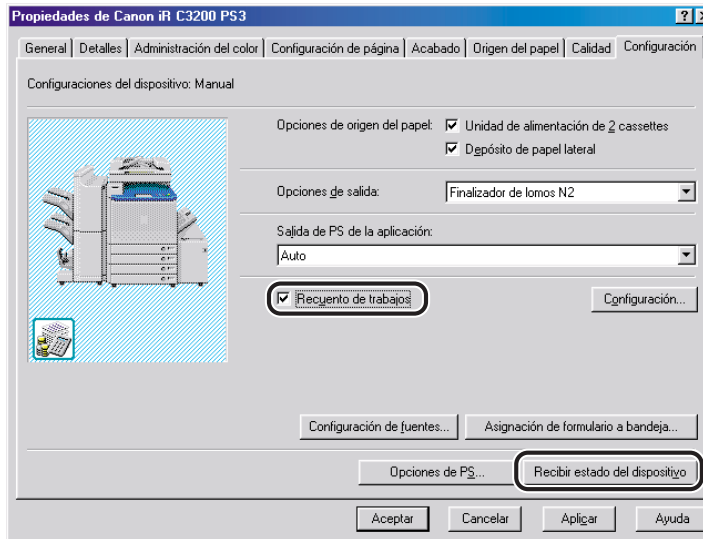 Propiedades de Canon iR C3200 PS3
General Detalles Administración del color Configuración de página Acabado Origen del papel Calidad Configuración
Configuraciones del dispositivo: Manual
Opciones de origen del papel: Unidad de alimentación de 2 cassettes
Depósito de papel lateral
Opciones de salida: Finalizador de lomos N2
Salida de PS de la aplicación:
Auto
Recuento de trabajos Configuración...
Configuración de fuentes... Asignación de formulario a bandeja...
Opciones de PS... Recibir estado del dispositivo
Aceptar Cancelar Aplicar Ayuda